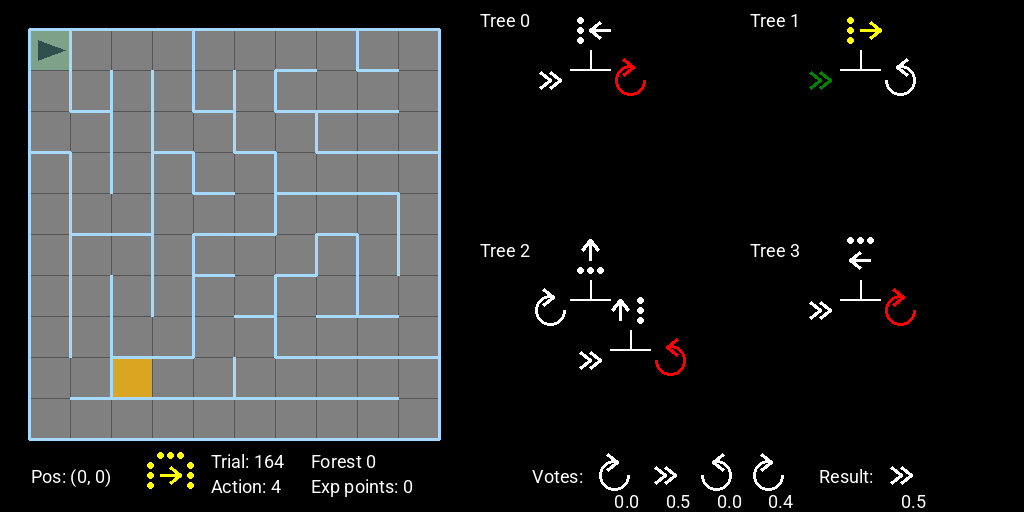 Tree 0
Tree 1
Tree 2
Tree 3
Pos: (0, 0)
Trial: 164
Forest 0
Action: 4
Exp points: 0
Votes:
0.0
0.5
0.0
0.4
Result:
0.5